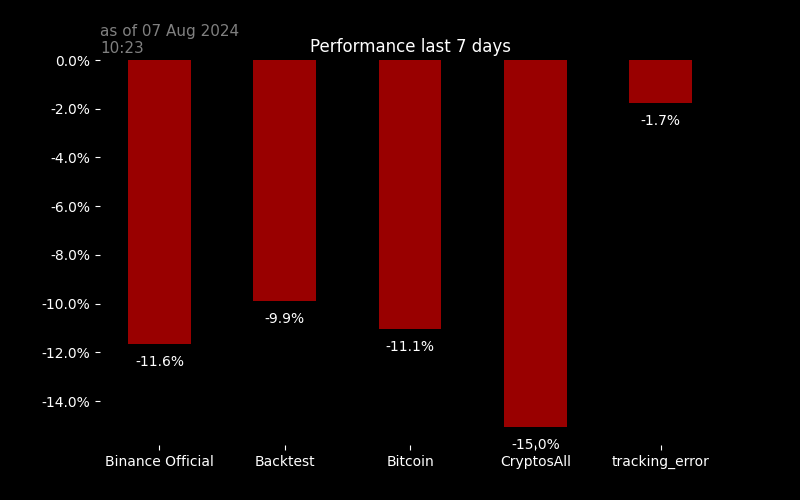 as of 07 Aug 2024
10:23
Performance last 7 days
0.0%
-2.0%
-4.0%
-6.0%
-8.0%
-10.0%
-12.0%
-14.0%
-11.6%
-9.9%
-11.1%
-15.0%
-1.7%
Binance Official
Backtest
Bitcoin
CryptosAll
tracking_error